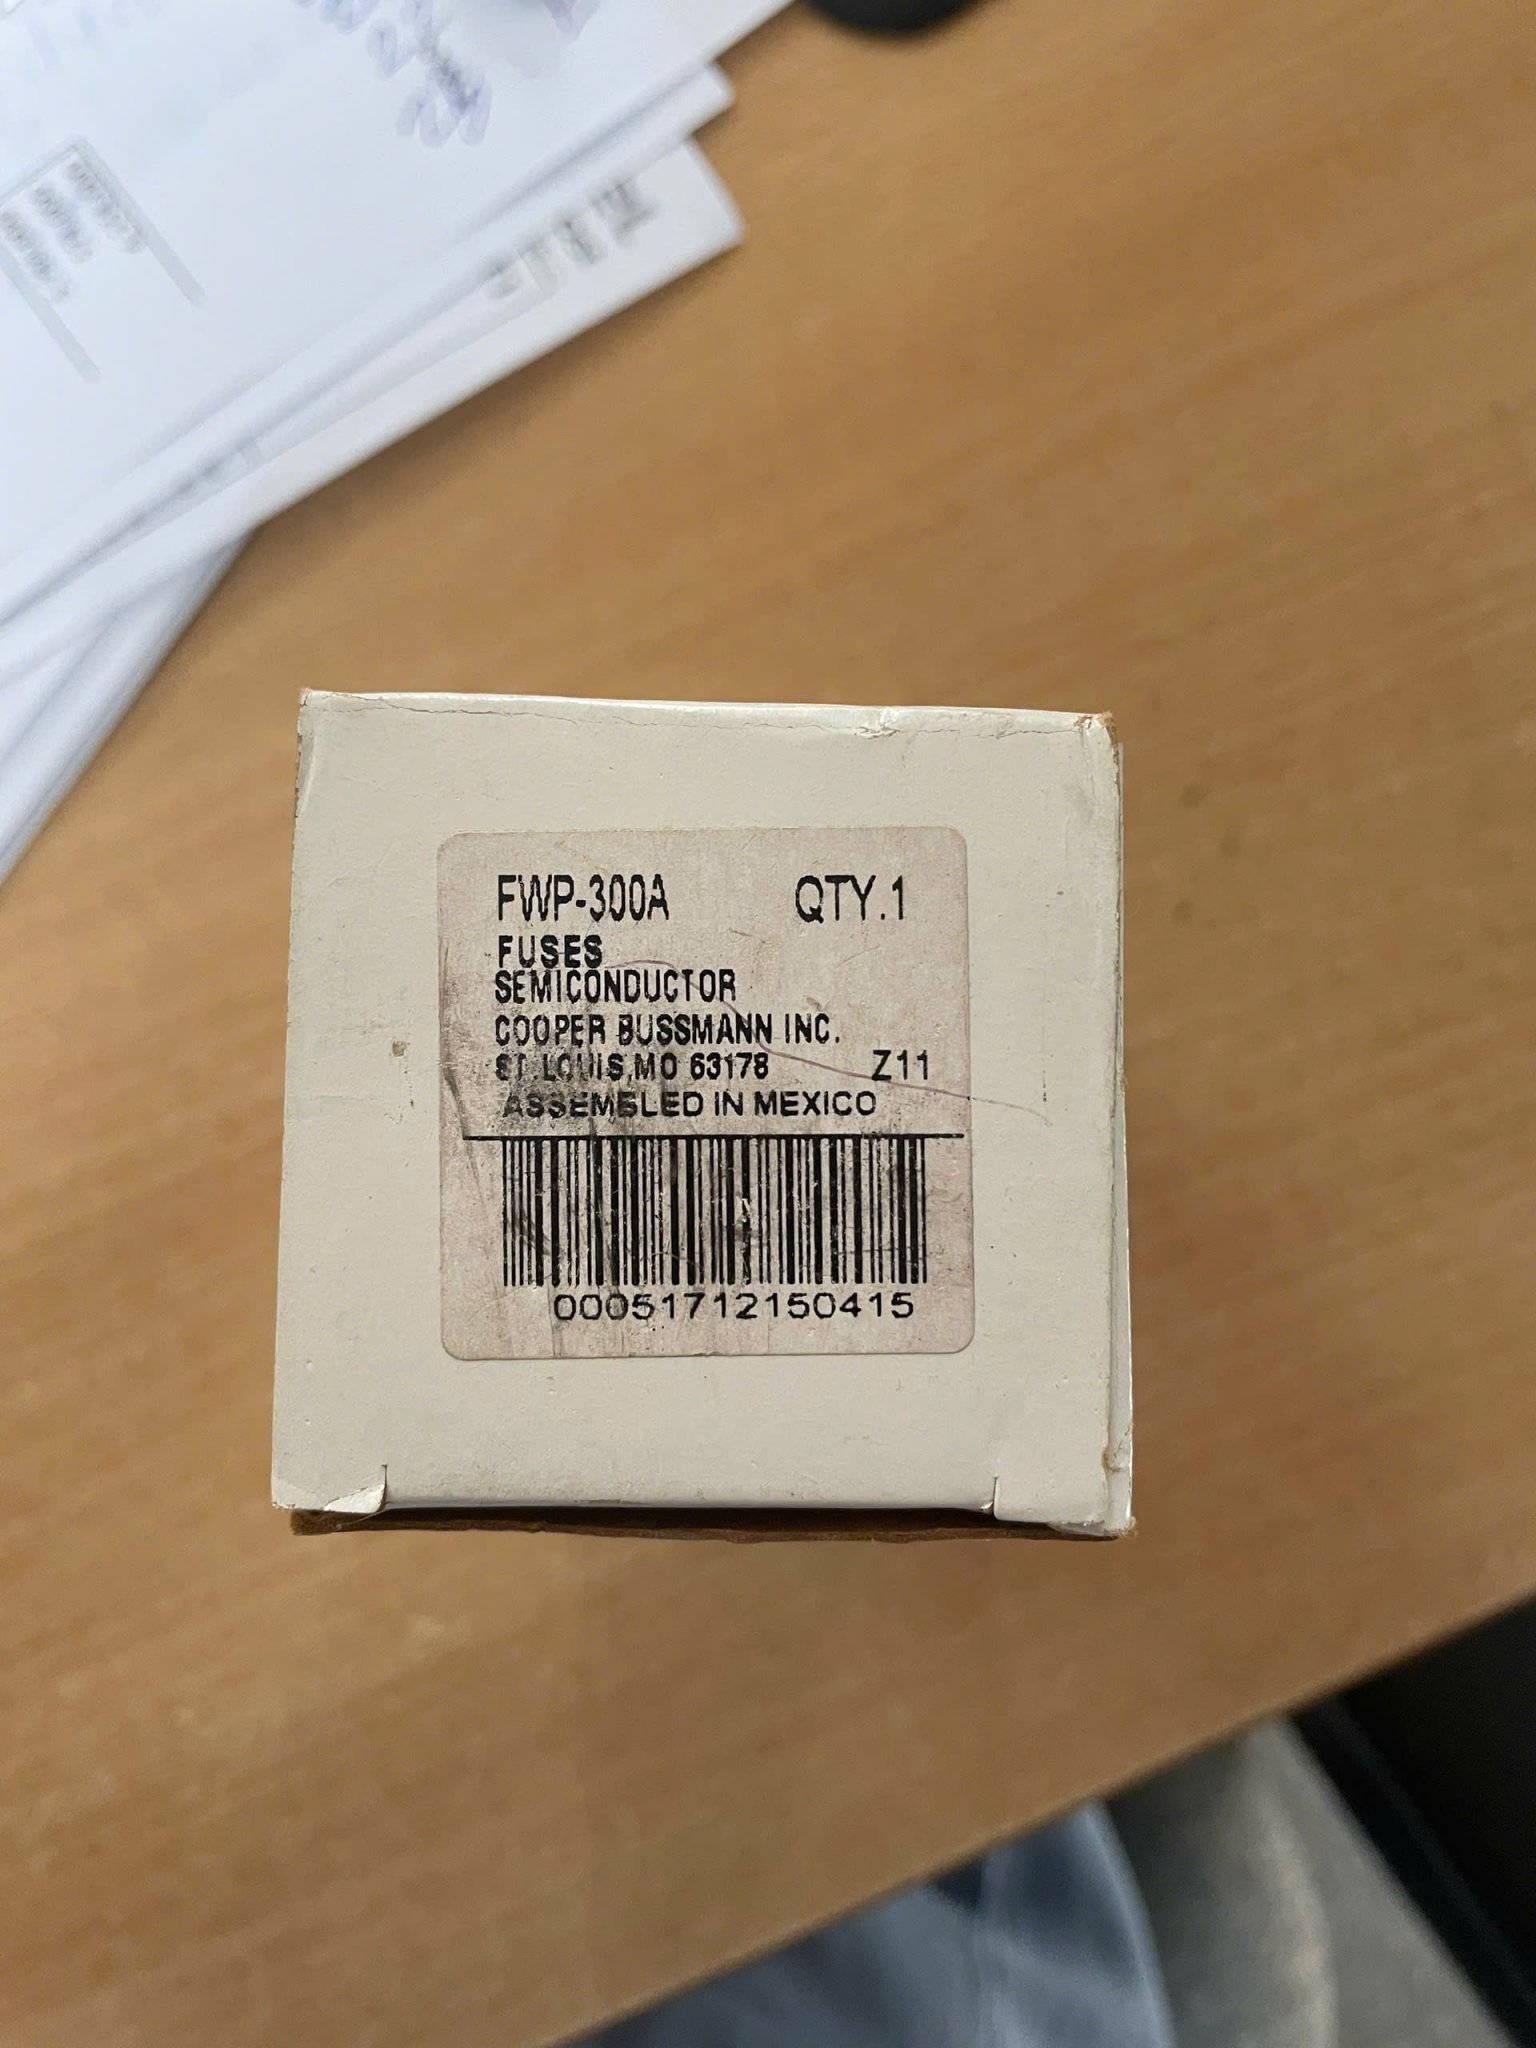 FWP-300A QTY.1
FUSES
SEMICONDUCTOR
COOPER BUSSMANN INC.
ST.LOUIS,MO 63178 Z11
ASSEMBLED IN MEXICO
00051712150415